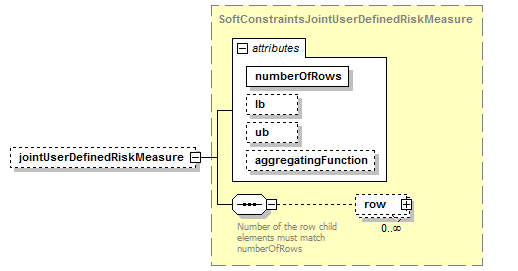 SoftConstraintsJointUserDefinedRiskMeasure
attributes
numberOfRows
lb
ub
aggregatingFunction
jointUserDefinedRiskMeasure
row
0..∞
Number of the row child
elements must match
numberOfRows